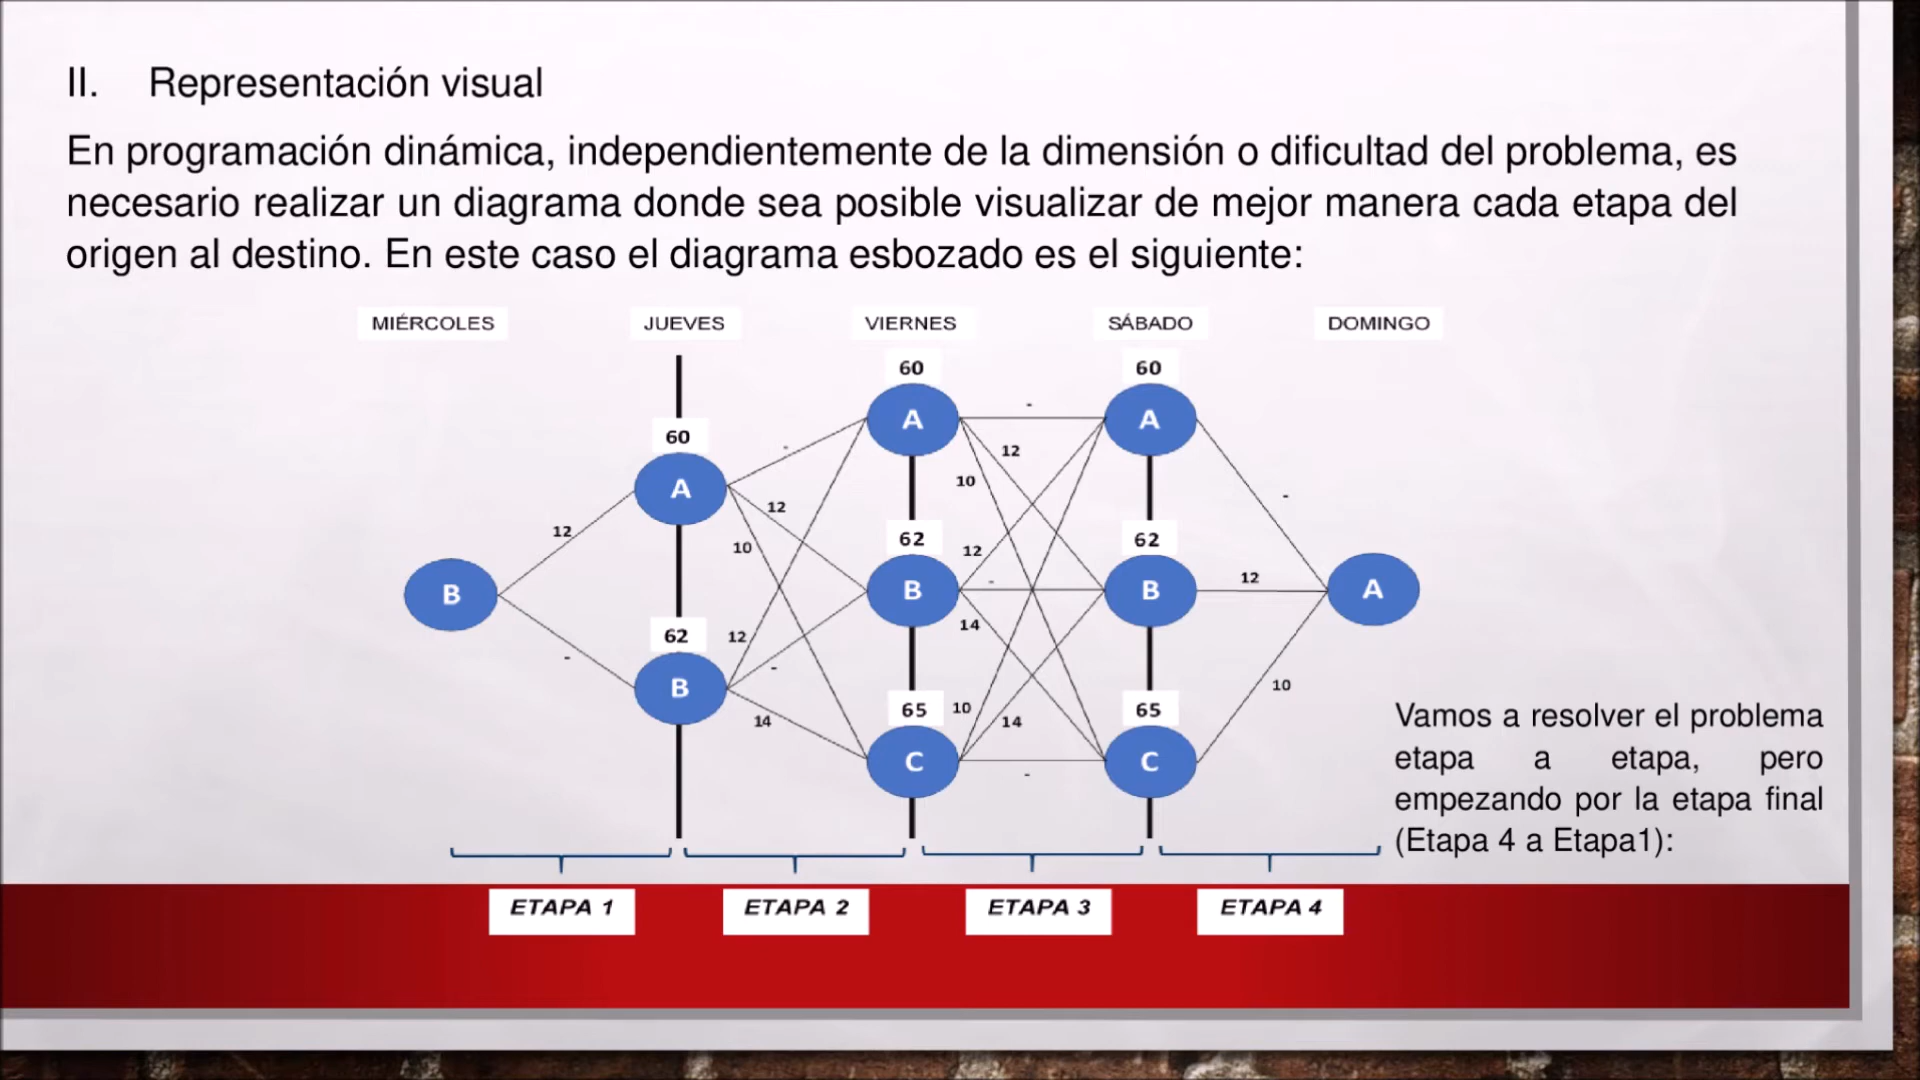 II. Representación visual
En programación dinámica, independientemente de la dimensión o dificultad del problema, es
necesario realizar un diagrama donde sea posible visualizar de mejor manera cada etapa del
origen al destino. En este caso el diagrama esbozado es el siguiente:
MIÉRCOLES JUEVES VIERNES SÁBADO DOMINGO
60 60
A A
-
60
-
12
A
12
10
-
12
10
62 62
12
B B B A
12
-
12
14
62
12
-
B
-
14
65 65
10
14
10
C C
-
Vamos a resolver el problema
etapa a etapa, pero
empezando por la etapa final
(Etapa 4 a Etapa1):
ETAPA 1 ETAPA 2 ETAPA 3 ETAPA 4